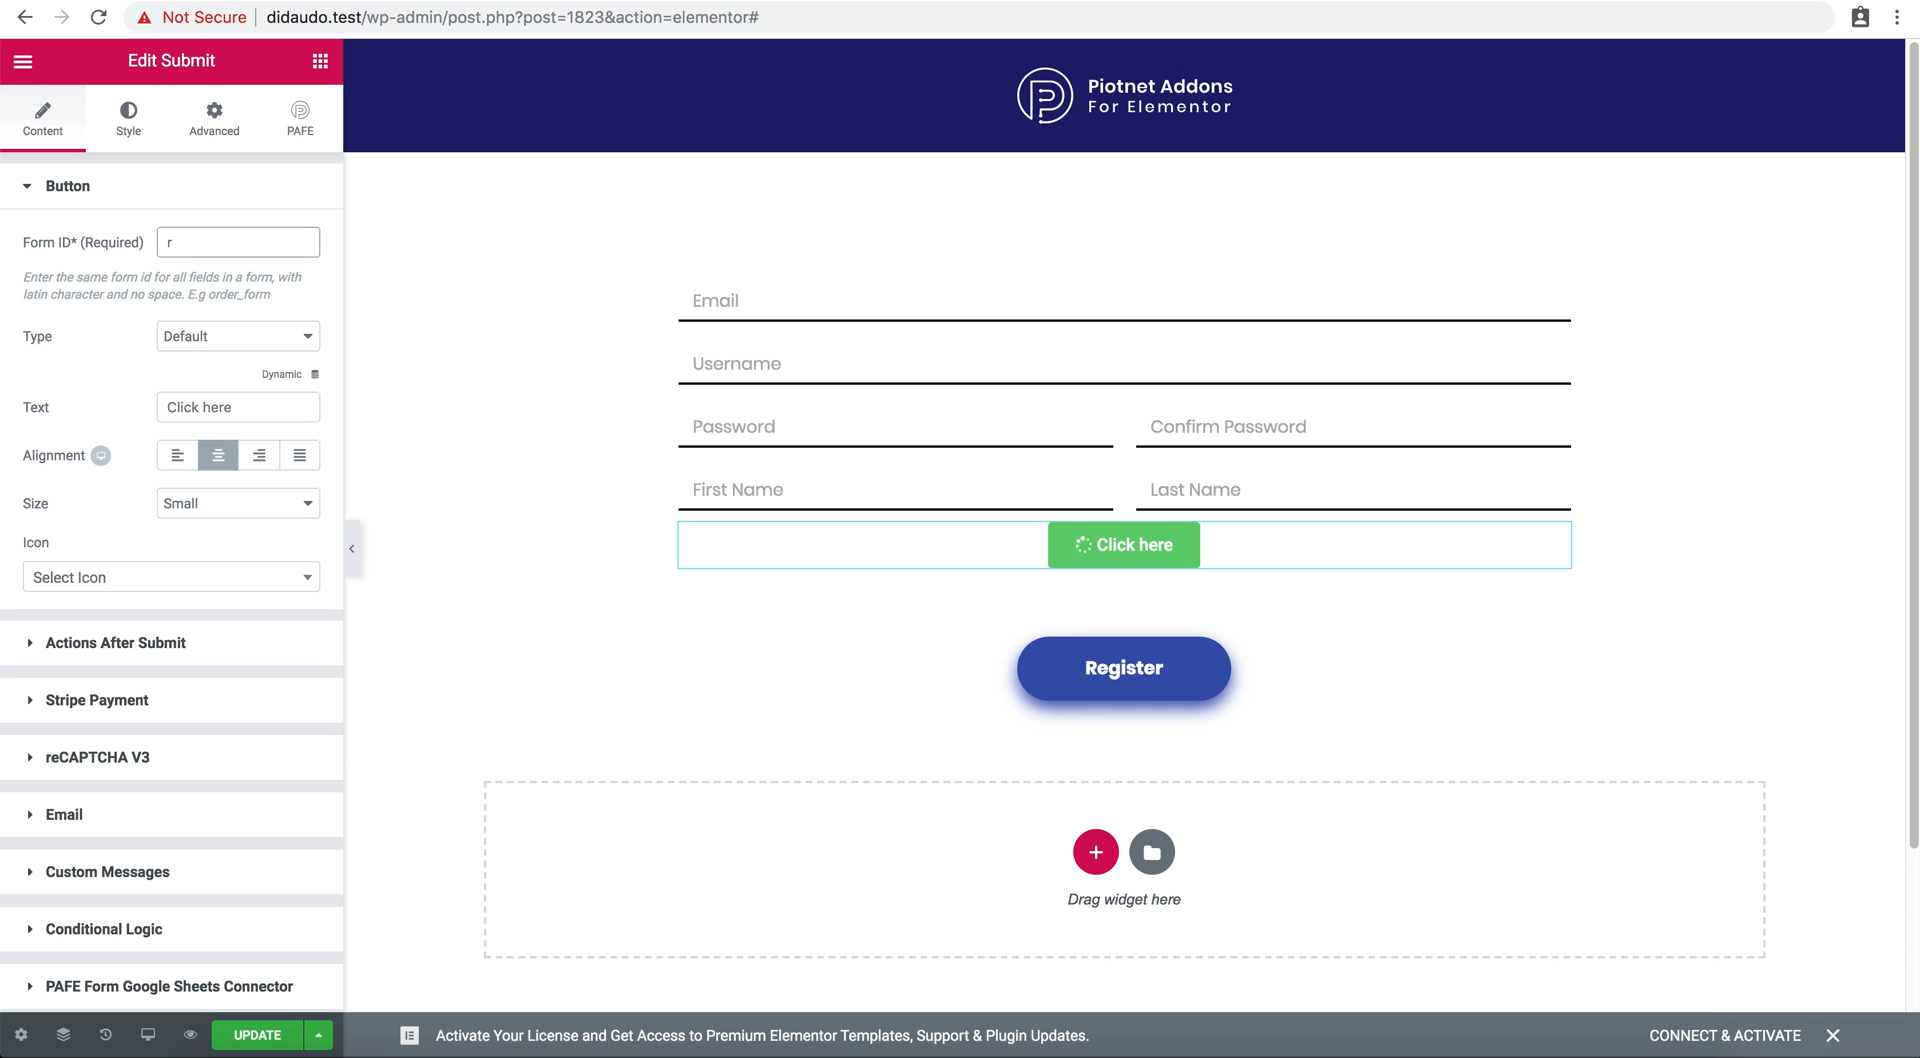 Not Secure didaudo.test/wp-admin/post.php?post=1823&action=elementor#
Edit Submit
Content Style Advanced PAFE
Piotnet Addons
For Elementor
Button
Form ID* (Required) r
Enter the same form id for all fields in a form, with
latin character and no space. E.g order_form
Type Default
Dynamic
Text Click here
Alignment
Size Small
Icon
Select Icon
Actions After Submit
Stripe Payment
reCAPTCHA V3
Email
Custom Messages
Conditional Logic
PAFE Form Google Sheets Connector
UPDATE
Email
Username
Password Confirm Password
First Name Last Name
Click here
Register
Drag widget here
Activate Your License and Get Access to Premium Elementor Templates, Support & Plugin Updates. CONNECT & ACTIVATE